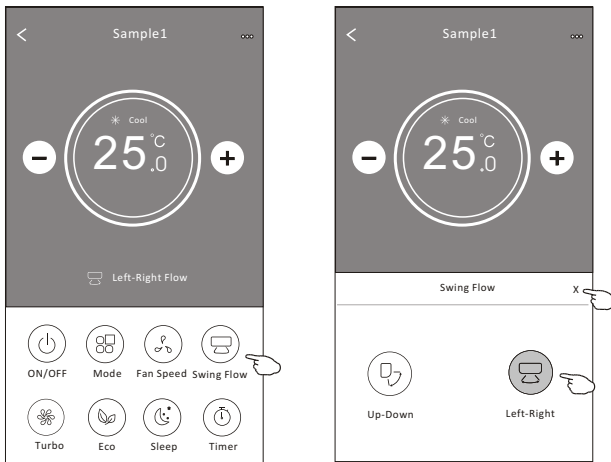 Sample1
Cool
25.0°C
Left-Right Flow
ON/OFF Mode Fan Speed Swing Flow
Turbo Eco Sleep Timer
Sample1
Cool
25.0°C
Swing Flow X
Up-Down Left-Right